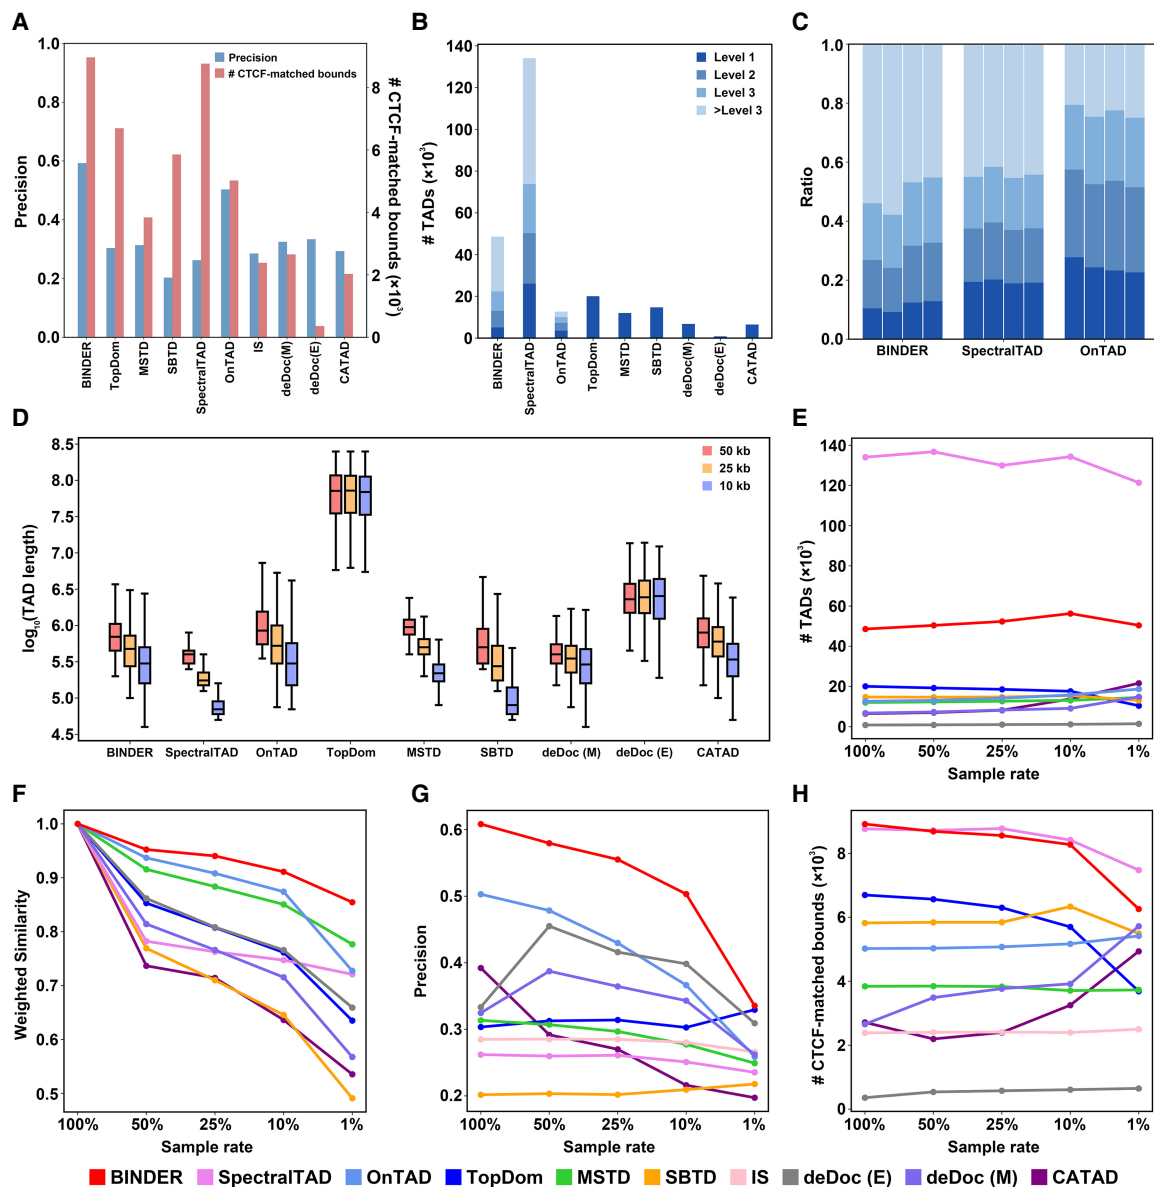 A
1.0
0.8
0.6
0.4
0.2
0.0
Precision
Precision
# CTCF-matched bounds
8
6
4
2
0
# CTCF-matched bounds (×10³)
BINDER
TopDom
MSTD
SBTD
SpectralTAD
OnTAD
IS
deDoc(M)
deDoc(E)
CATAD
B
140
120
100
80
60
40
20
0
# TADs (×10³)
Level 1
Level 2
Level 3
>Level 3
BINDER
SpectralTAD
OnTAD
TopDom
MSTD
SBTD
deDoc(M)
deDoc(E)
CATAD
C
1.0
0.8
0.6
0.4
0.2
0.0
Ratio
BINDER
SpectralTAD
OnTAD
D
8.5
8.0
7.5
7.0
6.5
6.0
5.5
5.0
4.5
log₁₀(TAD length)
50 kb
25 kb
10 kb
BINDER
SpectralTAD
OnTAD
TopDom
MSTD
SBTD
deDoc (M)
deDoc (E)
CATAD
E
140
120
100
80
60
40
20
0
# TADs (×10³)
100%
50%
25%
10%
1%
Sample rate
F
1.0
0.9
0.8
0.7
0.6
0.5
Weighted Similarity
100%
50%
25%
10%
1%
Sample rate
G
0.6
0.5
0.4
0.3
0.2
Precision
100%
50%
25%
10%
1%
Sample rate
H
8
6
4
2
0
# CTCF-matched bounds (×10³)
100%
50%
25%
10%
1%
Sample rate
BINDER
SpectralTAD
OnTAD
TopDom
MSTD
SBTD
IS
deDoc (E)
deDoc (M)
CATAD